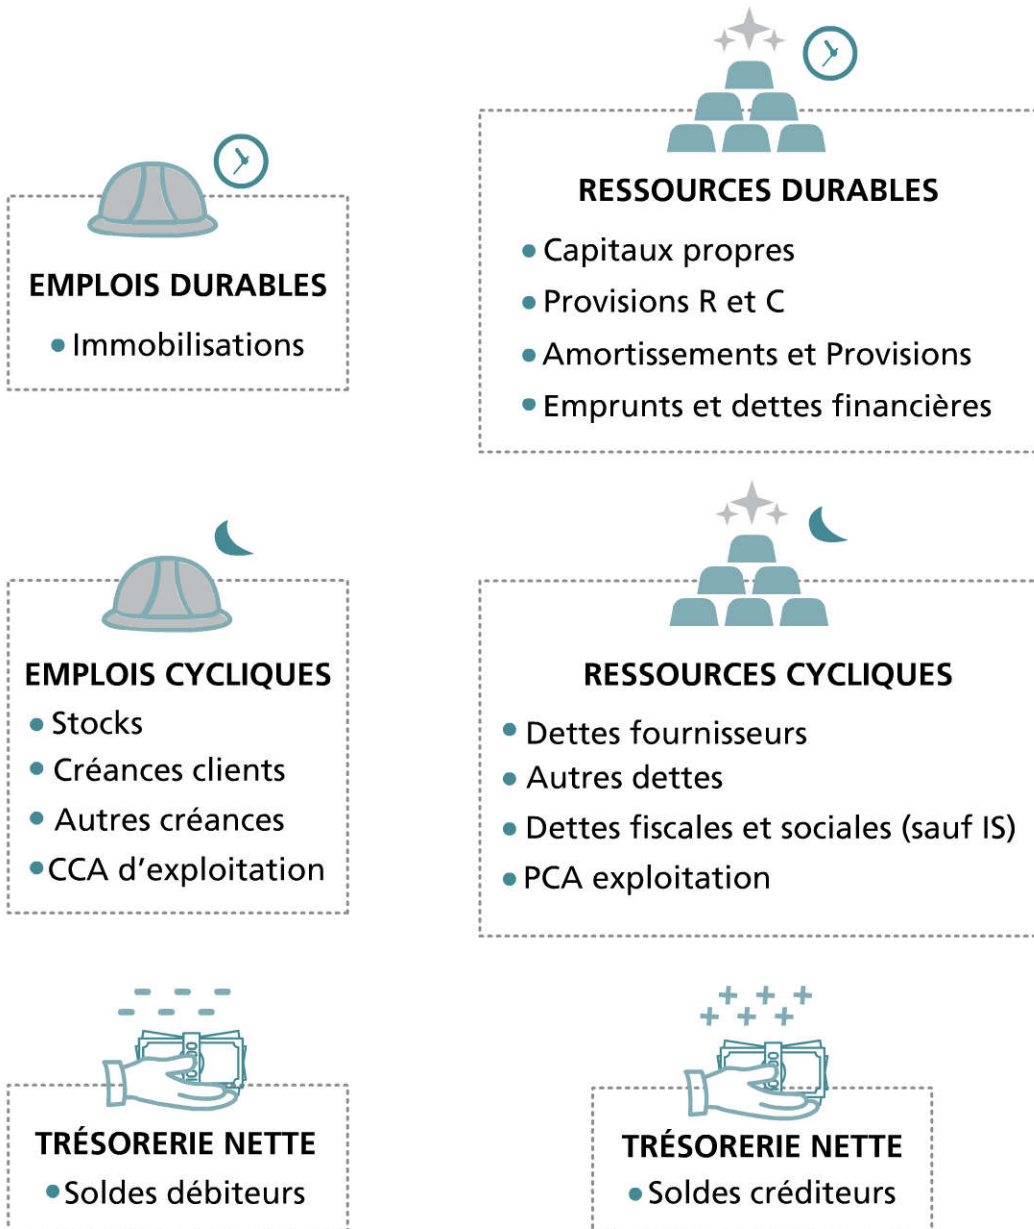 EMPLOIS DURABLES
Immobilisations
RESSOURCES DURABLES
Capitaux propres
Provisions R et C
Amortissements et Provisions
Emprunts et dettes financières
EMPLOIS CYCLIQUES
Stocks
Créances clients
Autres créances
CCA d'exploitation
RESSOURCES CYCLIQUES
Dettes fournisseurs
Autres dettes
Dettes fiscales et sociales (sauf IS)
PCA exploitation
TRÉSORERIE NETTE
Soldes débiteurs
TRÉSORERIE NETTE
Soldes créditeurs